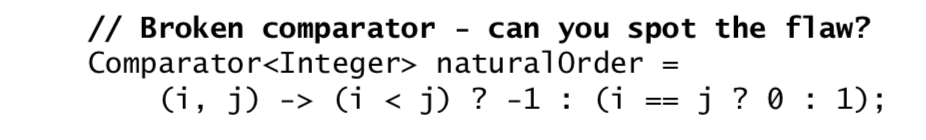 // Broken comparator - can you spot the flaw?
Comparator<Integer> naturalOrder =
(i, j) -> (i < j) ? -1 : (i == j ? 0 : 1);